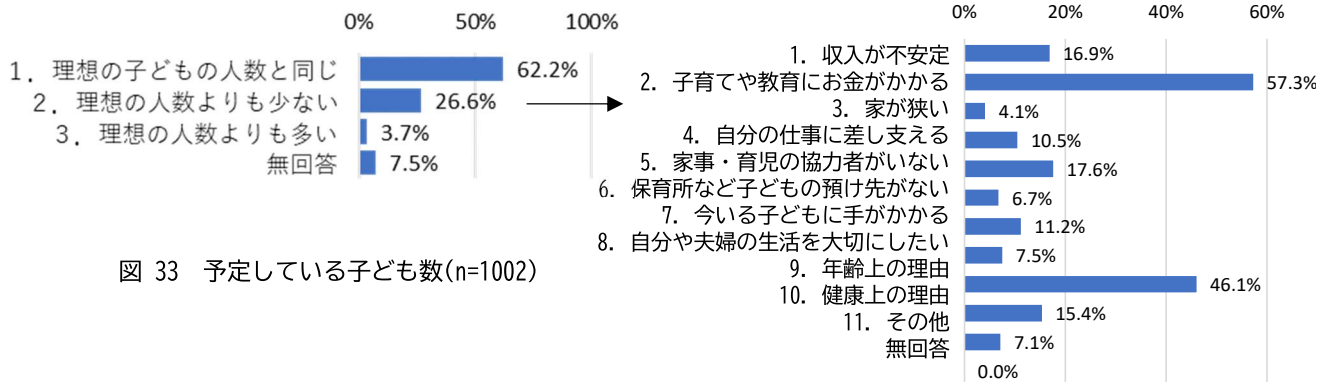 0% 50% 100%
1. 理想の子どもの人数と同じ 62.2%
2. 理想の人数よりも少ない 26.6%
3. 理想の人数よりも多い 3.7%
無回答 7.5%
図 33 予定している子ども数(n=1002)
0% 20% 40% 60%
1. 収入が不安定 16.9%
2. 子育てや教育にお金がかかる 57.3%
3. 家が狭い 4.1%
4. 自分の仕事に差し支える 10.5%
5. 家事・育児の協力者がいない 17.6%
6. 保育所など子どもの預け先がない 6.7%
7. 今いる子どもに手がかかる 11.2%
8. 自分や夫婦の生活を大切にしたい 7.5%
9. 年齢上の理由 46.1%
10. 健康上の理由 15.4%
11. その他 7.1%
無回答 0.0%